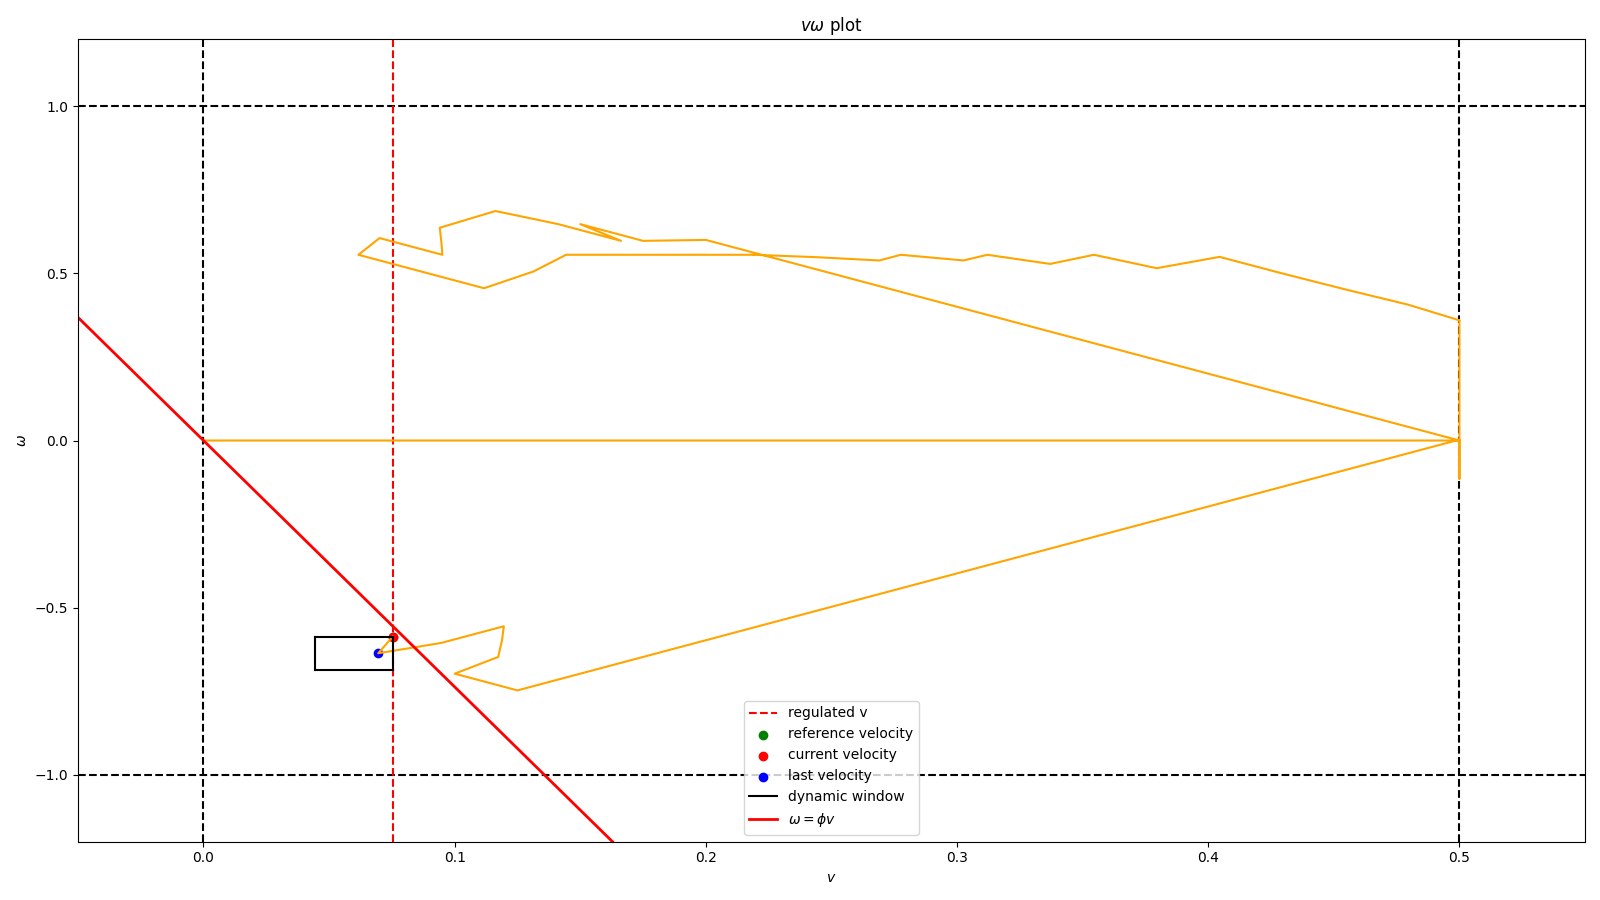 vω plot
1.0
0.5
0.0
−0.5
−1.0
ω
regulated v
reference velocity
current velocity
last velocity
dynamic window
ω = ϕv
0.0 0.1 0.2 0.3 0.4 0.5
v